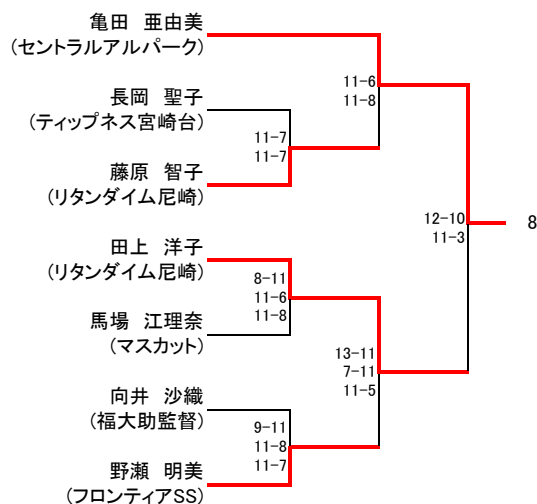 亀田　亜由美
(セントラルアルパーク)
11-6
11-8
長岡　聖子
(ティップネス宮崎台)
11-7
11-7
藤原　智子
(リタンダイム尼崎)
12-10
11-3
8
田上　洋子
(リタンダイム尼崎)
8-11
11-6
11-8
馬場　江理奈
(マスカット)
13-11
7-11
11-5
向井　沙織
(福大助監督)
9-11
11-8
11-7
野瀬　明美
(フロンティアSS)